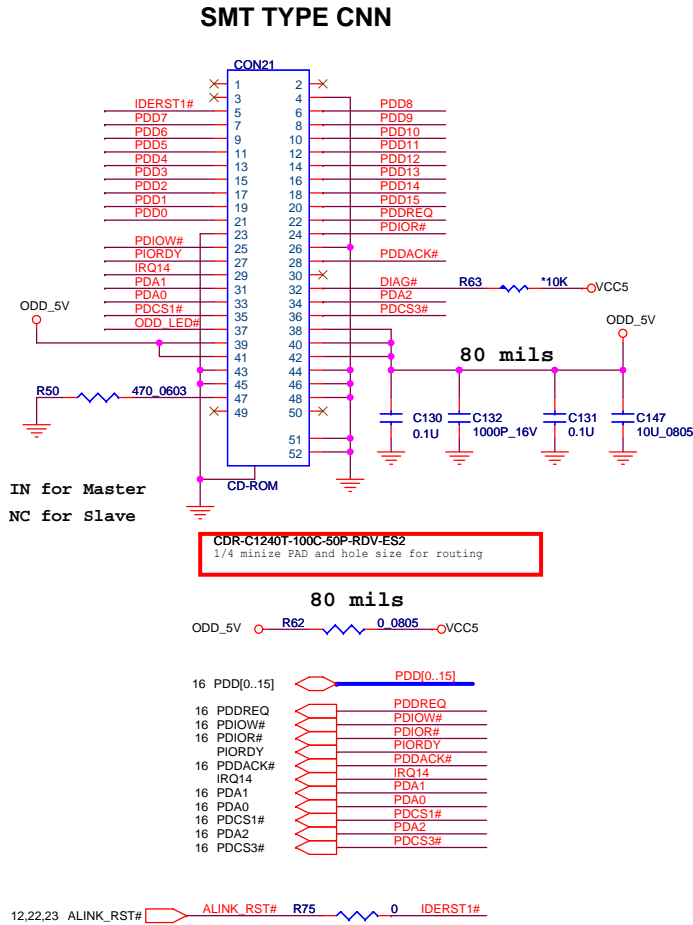 SMT TYPE CNN
CON21
1 2
3 4
IDERST1# 5 6 PDD8
PDD7 7 8 PDD9
PDD6 9 10 PDD10
PDD5 11 12 PDD11
PDD4 13 14 PDD12
PDD3 15 16 PDD13
PDD2 17 18 PDD14
PDD1 19 20 PDD15
PDD0 21 22 PDDREQ
23 24 PDIOR#
PDIOW# 25 26
PIORDY 27 28 PDDACK#
IRQ14 29 30
PDA1 31 32 DIAG# R63 *10K VCC5
PDA0 33 34 PDA2
PDCS1# 35 36 PDCS3#
ODD_5V ODD_LED# 37 38 ODD_5V
39 40
41 42 80 mils
43 44
45 46
R50 470_0603 47 48
49 50
C130 0.1U
C132 1000P_16V
C131 0.1U
C147 10U_0805
51
52
CD-ROM
IN for Master
NC for Slave
CDR-C1240T-100C-50P-RDV-ES2
1/4 minize PAD and hole size for routing
80 mils
ODD_5V R62 0_0805 VCC5
16 PDD[0..15] PDD[0..15]
16 PDDREQ PDDREQ
16 PDIOW# PDIOW#
16 PDIOR# PDIOR#
PIORDY PIORDY
16 PDDACK# PDDACK#
IRQ14 IRQ14
16 PDA1 PDA1
16 PDA0 PDA0
16 PDCS1# PDCS1#
16 PDA2 PDA2
16 PDCS3# PDCS3#
12,22,23 ALINK_RST# ALINK_RST# R75 0 IDERST1#